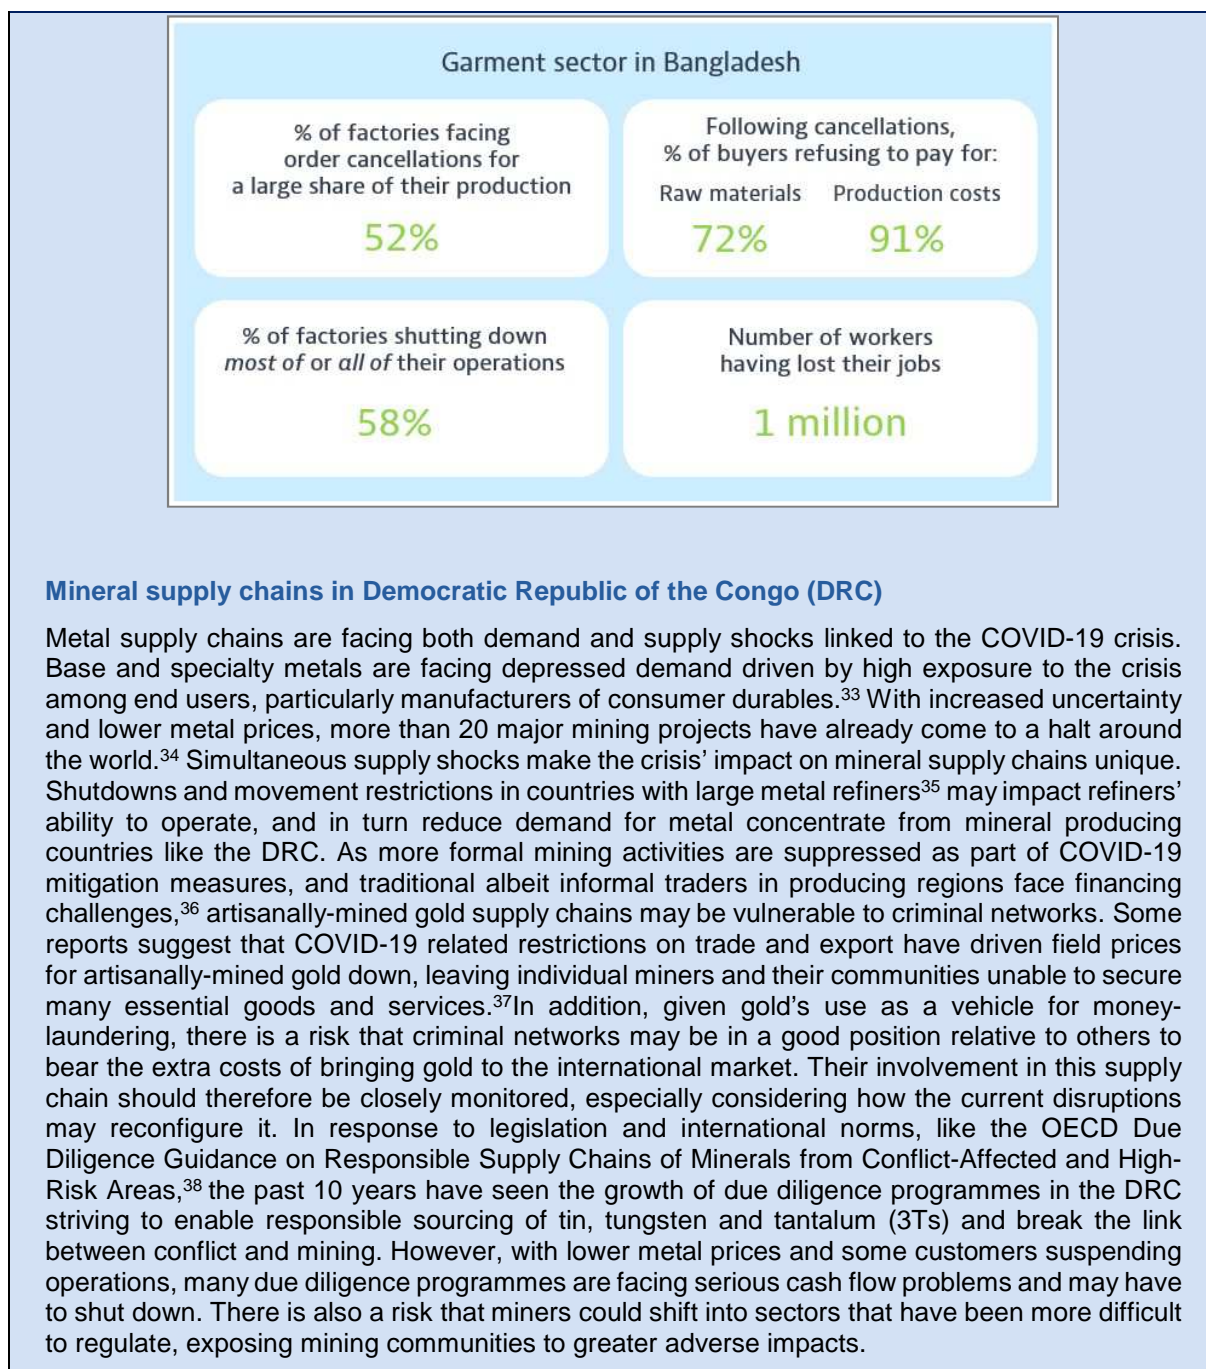 Garment sector in Bangladesh
% of factories facing
order cancellations for
a large share of their production
52%
Following cancellations,
% of buyers refusing to pay for:
Raw materials Production costs
72% 91%
% of factories shutting down
most of or all of their operations
58%
Number of workers
having lost their jobs
1 million
Mineral supply chains in Democratic Republic of the Congo (DRC)
Metal supply chains are facing both demand and supply shocks linked to the COVID-19 crisis.
Base and specialty metals are facing depressed demand driven by high exposure to the crisis
among end users, particularly manufacturers of consumer durables.33 With increased uncertainty
and lower metal prices, more than 20 major mining projects have already come to a halt around
the world.34 Simultaneous supply shocks make the crisis’ impact on mineral supply chains unique.
Shutdowns and movement restrictions in countries with large metal refiners35 may impact refiners’
ability to operate, and in turn reduce demand for metal concentrate from mineral producing
countries like the DRC. As more formal mining activities are suppressed as part of COVID-19
mitigation measures, and traditional albeit informal traders in producing regions face financing
challenges,36 artisanally-mined gold supply chains may be vulnerable to criminal networks. Some
reports suggest that COVID-19 related restrictions on trade and export have driven field prices
for artisanally-mined gold down, leaving individual miners and their communities unable to secure
many essential goods and services.37In addition, given gold’s use as a vehicle for money-
laundering, there is a risk that criminal networks may be in a good position relative to others to
bear the extra costs of bringing gold to the international market. Their involvement in this supply
chain should therefore be closely monitored, especially considering how the current disruptions
may reconfigure it. In response to legislation and international norms, like the OECD Due
Diligence Guidance on Responsible Supply Chains of Minerals from Conflict-Affected and High-
Risk Areas,38 the past 10 years have seen the growth of due diligence programmes in the DRC
striving to enable responsible sourcing of tin, tungsten and tantalum (3Ts) and break the link
between conflict and mining. However, with lower metal prices and some customers suspending
operations, many due diligence programmes are facing serious cash flow problems and may have
to shut down. There is also a risk that miners could shift into sectors that have been more difficult
to regulate, exposing mining communities to greater adverse impacts.